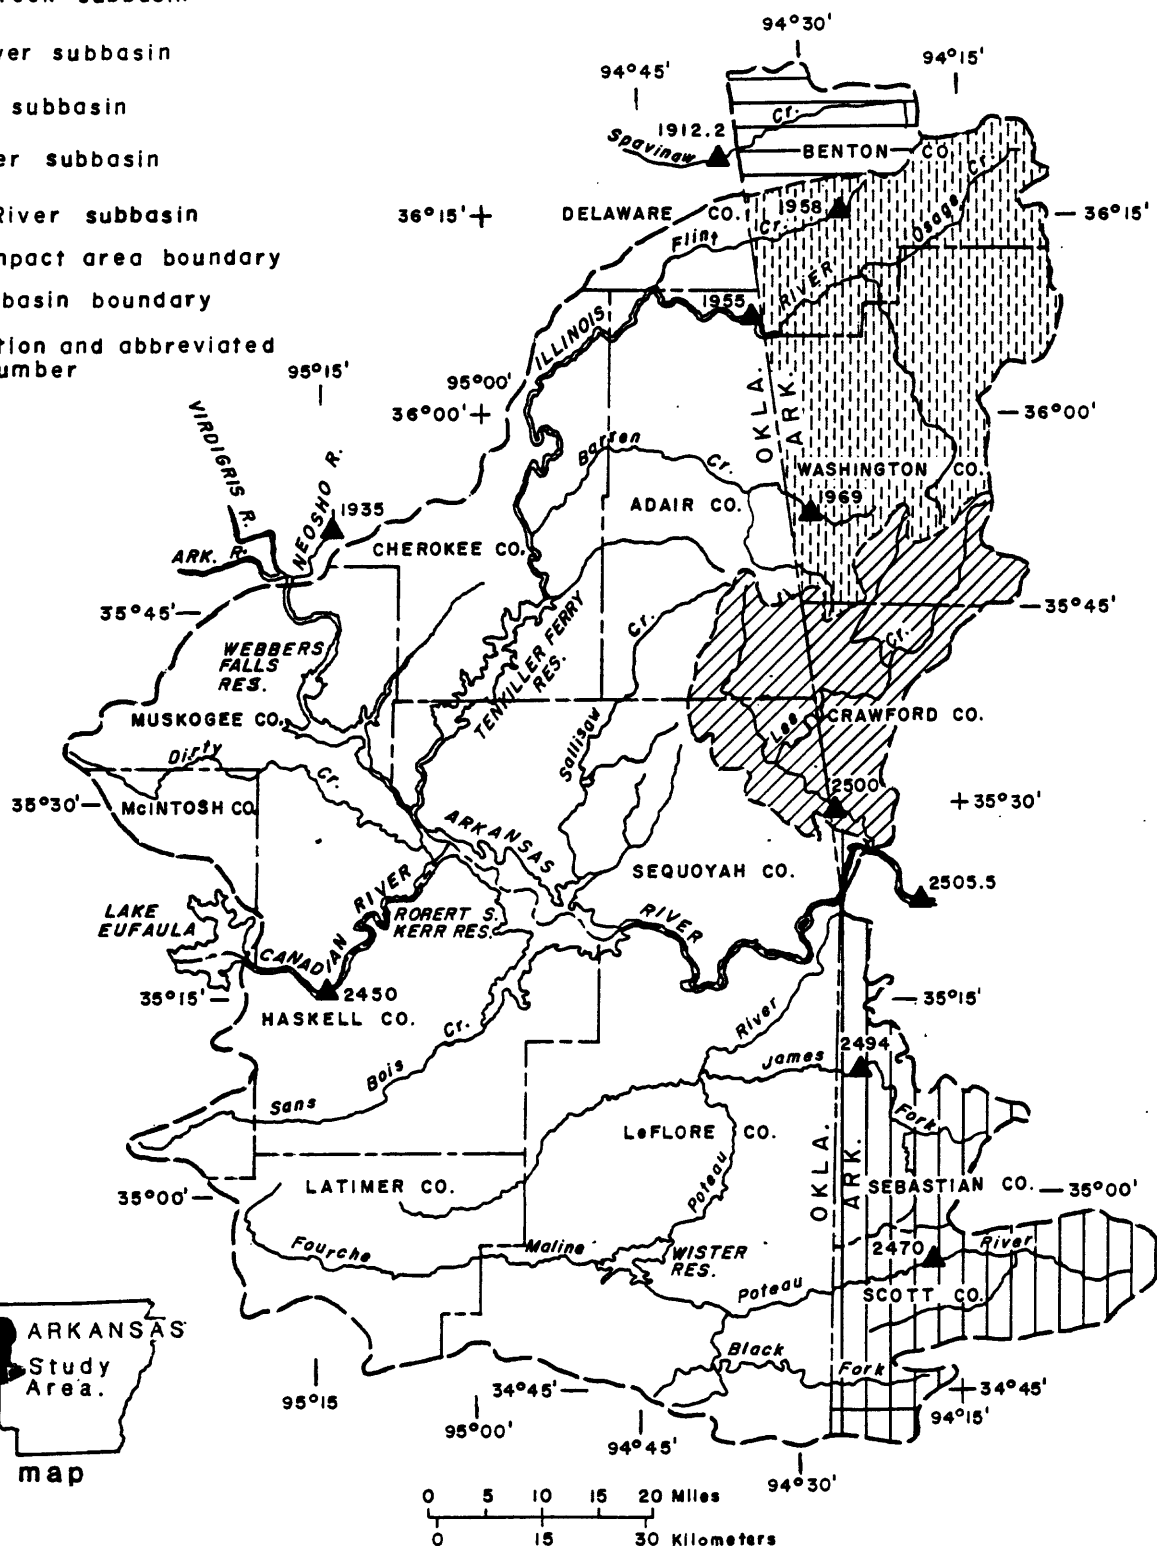 subbasin
subbasin
subbasin
subbasin
River subbasin
area boundary
basin boundary
and abbreviated
94°30'
94°45'
94°15'
1912.2
Spavinaw Cr.
BENTON CO.
36°15'
DELAWARE CO.
1958
Flint Cr.
Osage Cr.
36°15'
1955
RIVER
ILLINOIS
95°15'
95°00'
36°00'
OKLA.
ARK.
36°00'
VIRDIGRIS R.
NEOSHO R.
1935
Barren Cr.
WASHINGTON CO.
1969
ADAIR CO.
ARK. R.
CHEROKEE CO.
35°45'
35°45'
WEBBERS
FALLS
RES.
TENKILLER FERRY
RES.
Cr.
Cr.
MUSKOGEE CO.
Sallisaw
Lee
CRAWFORD CO.
Dirty Cr.
35°30'
McINTOSH CO.
2500
35°30'
ARKANSAS
SEQUOYAH CO.
2505.5
LAKE
EUFAULA
CANADIAN RIVER
ROBERT S.
KERR RES.
RIVER
35°15'
2450
HASKELL CO.
35°15'
River
2494
James
Fork
Sans Bois Cr.
LeFLORE CO.
OKLA.
ARK.
35°00'
LATIMER CO.
Poteau
SEBASTIAN CO.
35°00'
Fourche Maline
WISTER
RES.
2470
River
Poteau
SCOTT CO.
ARKANSAS
Study
Area.
Black Fork
95°15
34°45'
34°45'
95°00'
94°45'
94°15'
map
94°30'
0 5 10 15 20 Miles
0 15 30 Kilometers